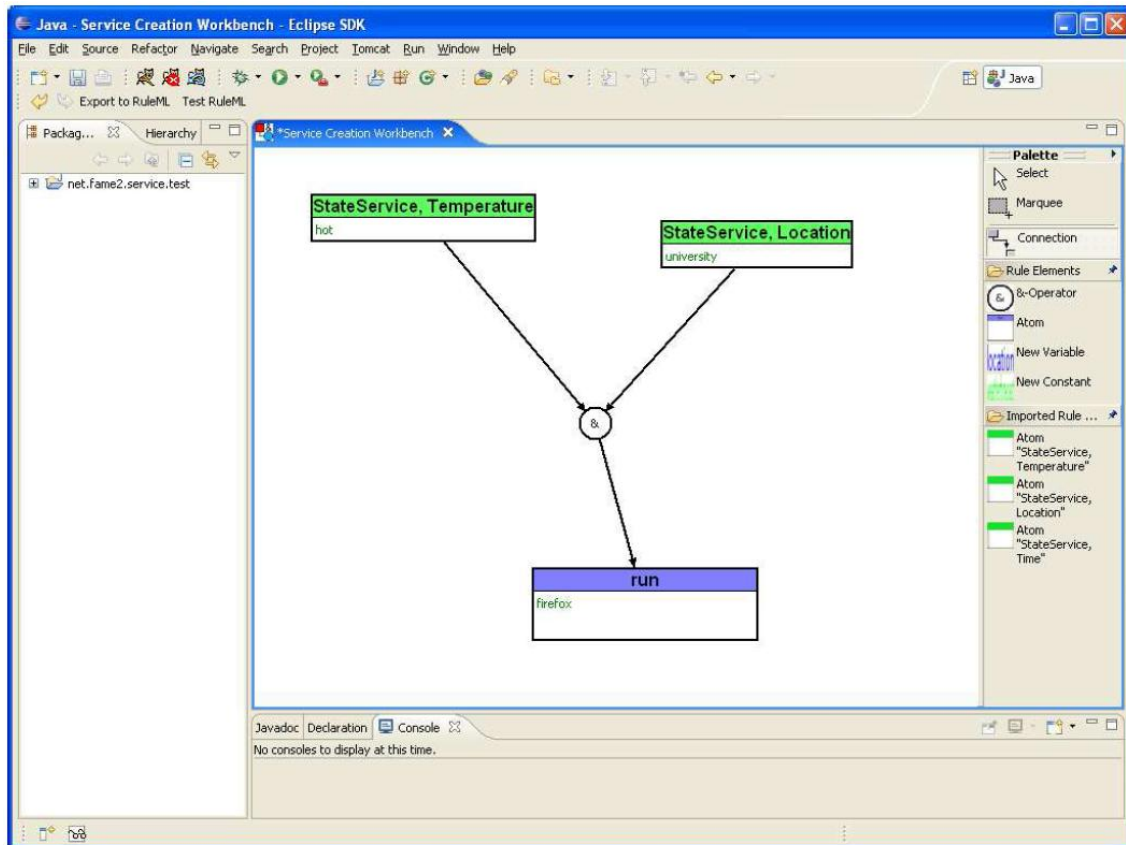 Java - Service Creation Workbench - Eclipse SDK
File Edit Source Refactor Navigate Search Project Tomcat Run Window Help
Java
Export to RuleML Test RuleML
Packag... Hierarchy
*Service Creation Workbench
net.fame2.service.test
StateService, Temperature
hot
StateService, Location
university
&
run
firefox
Palette
Select
Marquee
Connection
Rule Elements
&
&-Operator
Atom
location
New Variable
New Constant
Imported Rule ...
Atom
"StateService,
Temperature"
Atom
"StateService,
Location"
Atom
"StateService,
Time"
Javadoc Declaration Console
No consoles to display at this time.